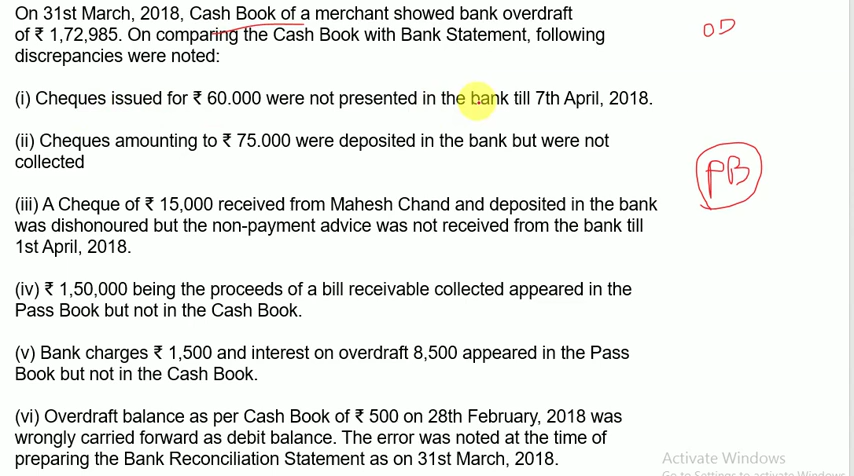 On 31st March, 2018, Cash Book of a merchant showed bank overdraft
of ₹ 1,72,985. On comparing the Cash Book with Bank Statement, following
discrepancies were noted:
OD
(i) Cheques issued for ₹ 60.000 were not presented in the bank till 7th April, 2018.
(ii) Cheques amounting to ₹ 75.000 were deposited in the bank but were not
collected
PB
(iii) A Cheque of ₹ 15,000 received from Mahesh Chand and deposited in the bank
was dishonoured but the non-payment advice was not received from the bank till
1st April, 2018.
(iv) ₹ 1,50,000 being the proceeds of a bill receivable collected appeared in the
Pass Book but not in the Cash Book.
(v) Bank charges ₹ 1,500 and interest on overdraft 8,500 appeared in the Pass
Book but not in the Cash Book.
(vi) Overdraft balance as per Cash Book of ₹ 500 on 28th February, 2018 was
wrongly carried forward as debit balance. The error was noted at the time of
preparing the Bank Reconciliation Statement as on 31st March, 2018.
Activate Windows
Go to Settings to activate Windows